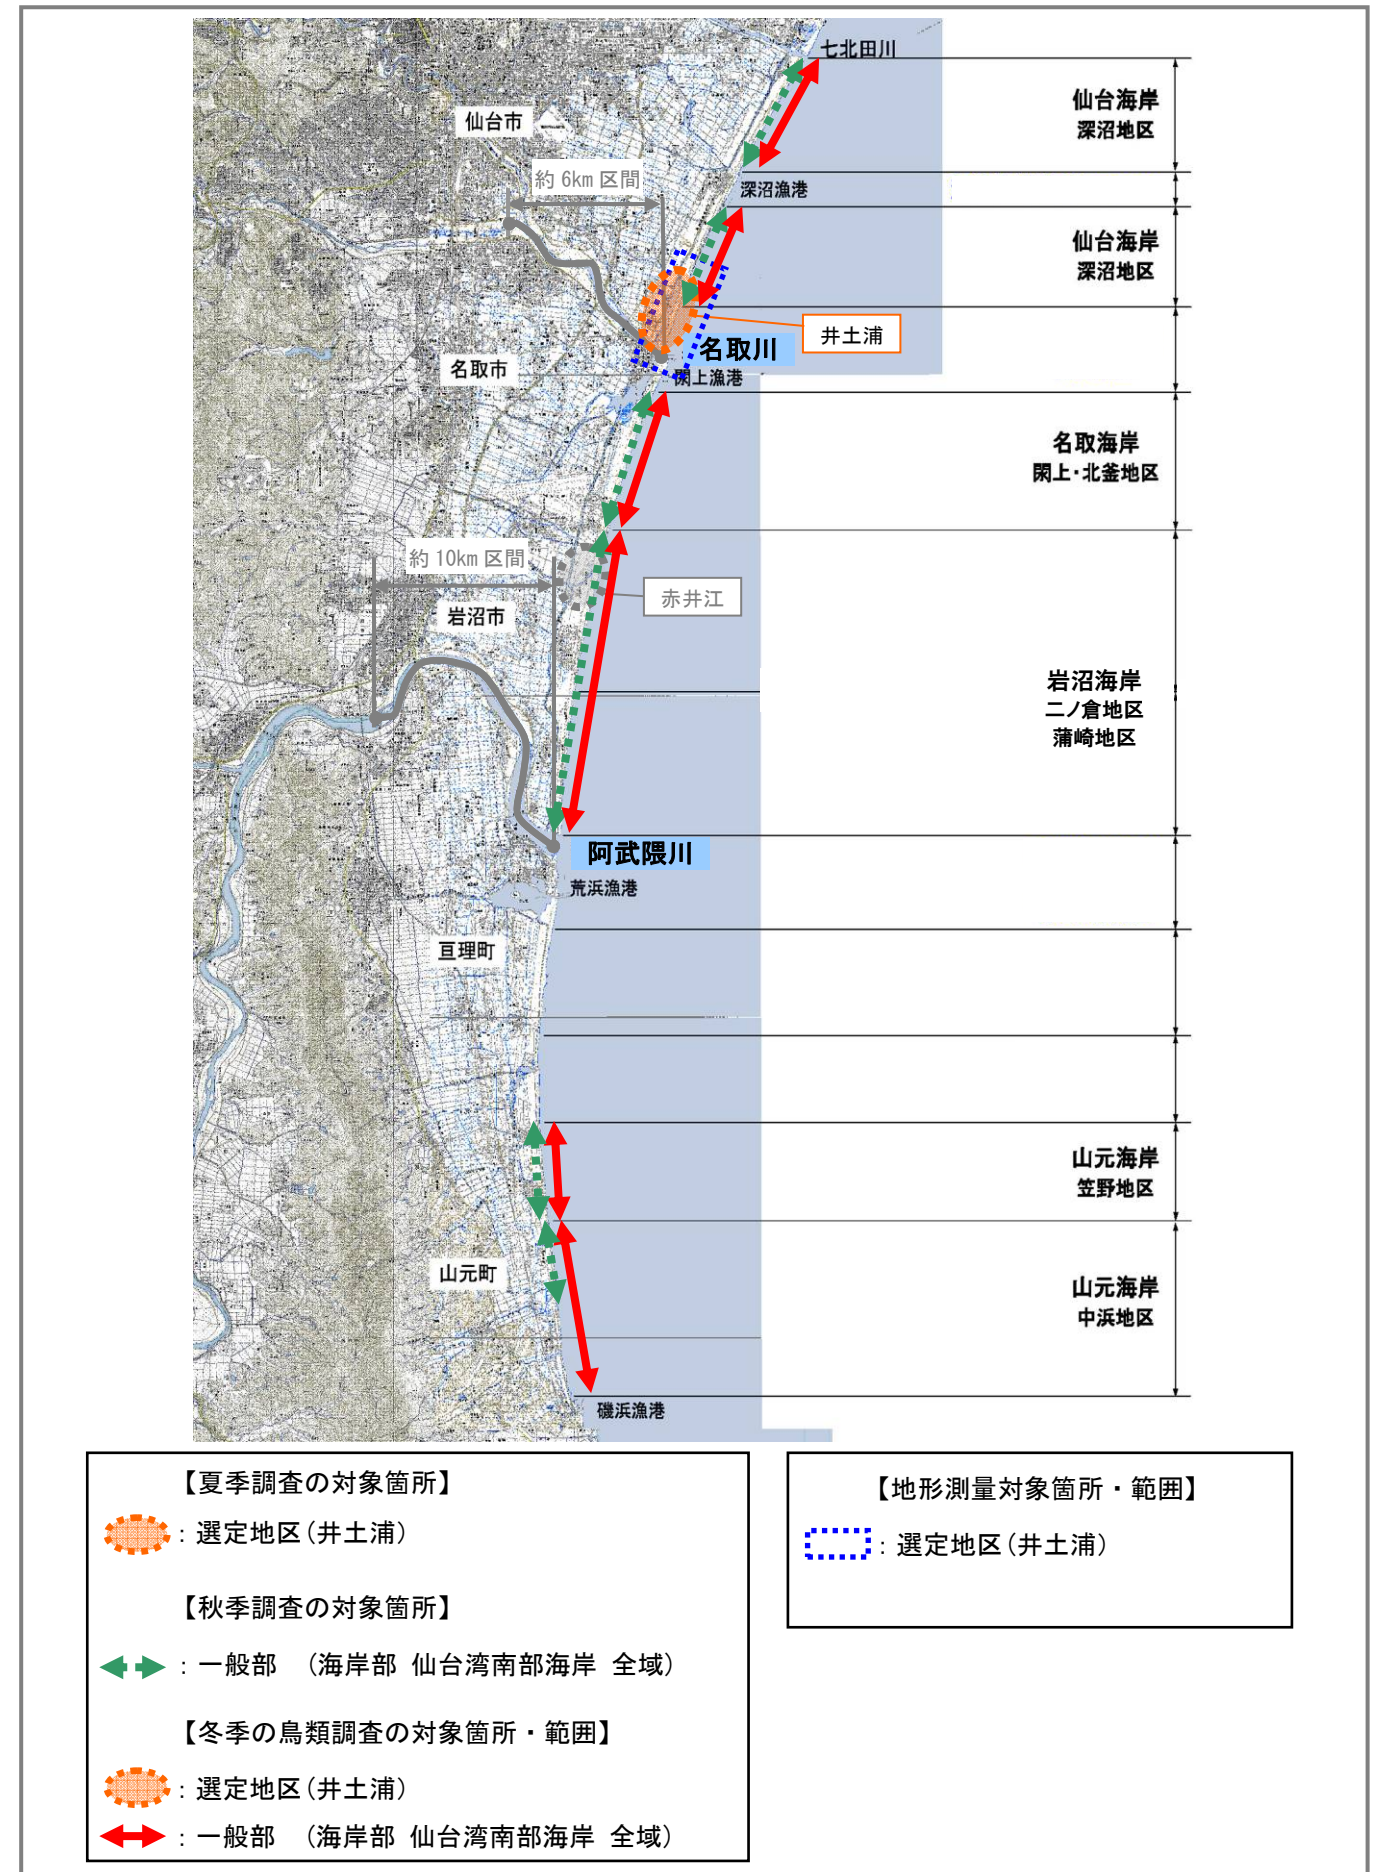 七北田川
仙台海岸
深沼地区
仙台市
約 6km 区間
深沼漁港
仙台海岸
深沼地区
井土浦
名取川
名取市
閖上漁港
名取海岸
閖上・北釜地区
約 10km 区間
赤井江
岩沼市
岩沼海岸
二ノ倉地区
蒲崎地区
阿武隈川
荒浜漁港
亘理町
山元海岸
笠野地区
山元町
山元海岸
中浜地区
磯浜漁港
【夏季調査の対象箇所】
：選定地区（井土浦）
【秋季調査の対象箇所】
：一般部 （海岸部 仙台湾南部海岸 全域）
【冬季の鳥類調査の対象箇所・範囲】
：選定地区（井土浦）
：一般部 （海岸部 仙台湾南部海岸 全域）
【地形測量対象箇所・範囲】
：選定地区（井土浦）